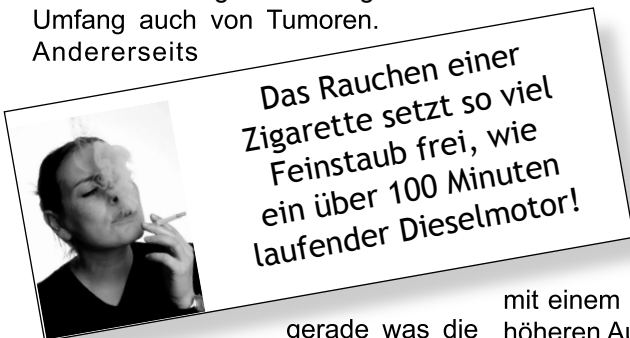 Umfang auch von Tumoren.
Andererseits
Das Rauchen einer
Zigarette setzt so viel
Feinstaub frei, wie
ein über 100 Minuten
laufender Dieselmotor!
mit einem
gerade was die
höheren